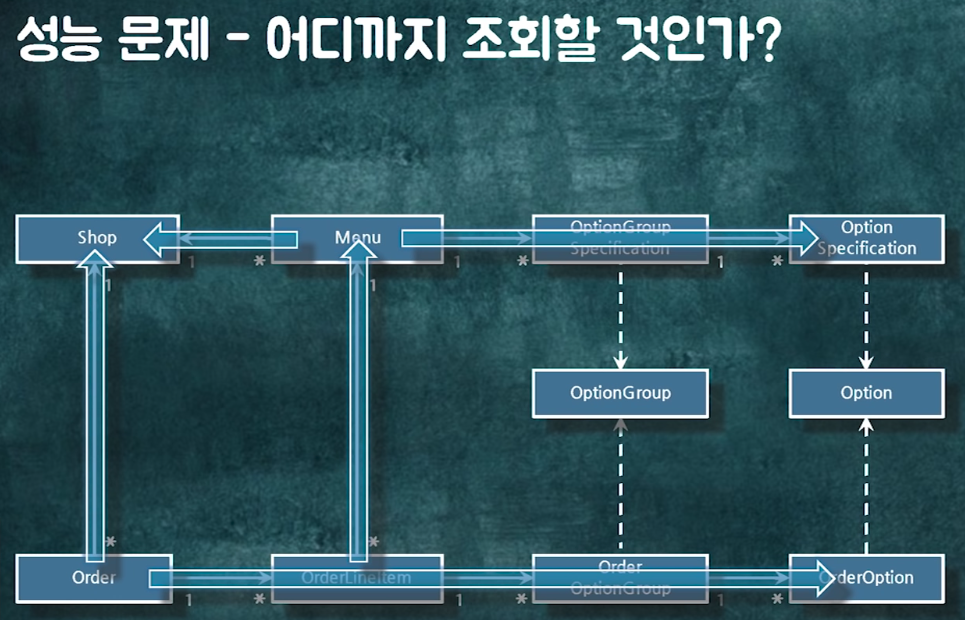 성능 문제 - 어디까지 조회할 것인가?
Shop
Menu
OptionGroup
Specification
Option
Specification
1
*
1
*
1
*
1
1
OptionGroup
Option
*
*
Order
OrderLineItem
Order
OptionGroup
OrderOption
1
*
1
*
1
*